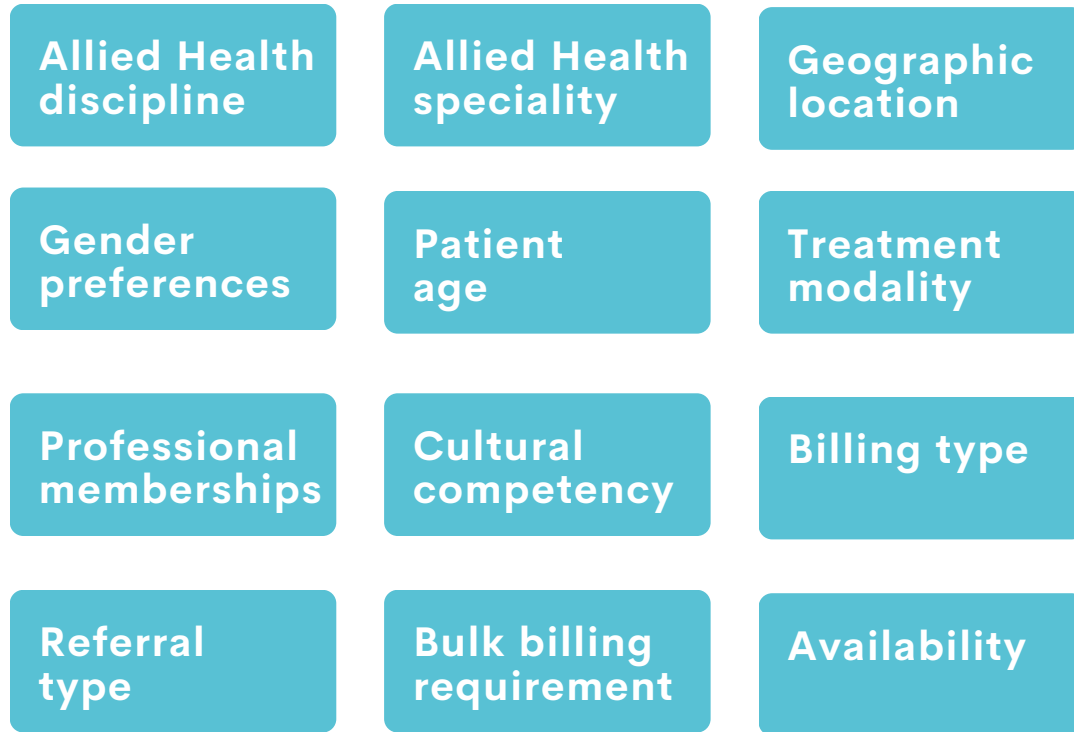 Allied Health
discipline
Allied Health
speciality
Geographic
location
Gender
preferences
Patient
age
Treatment
modality
Professional
memberships
Cultural
competency
Billing type
Referral
type
Bulk billing
requirement
Availability